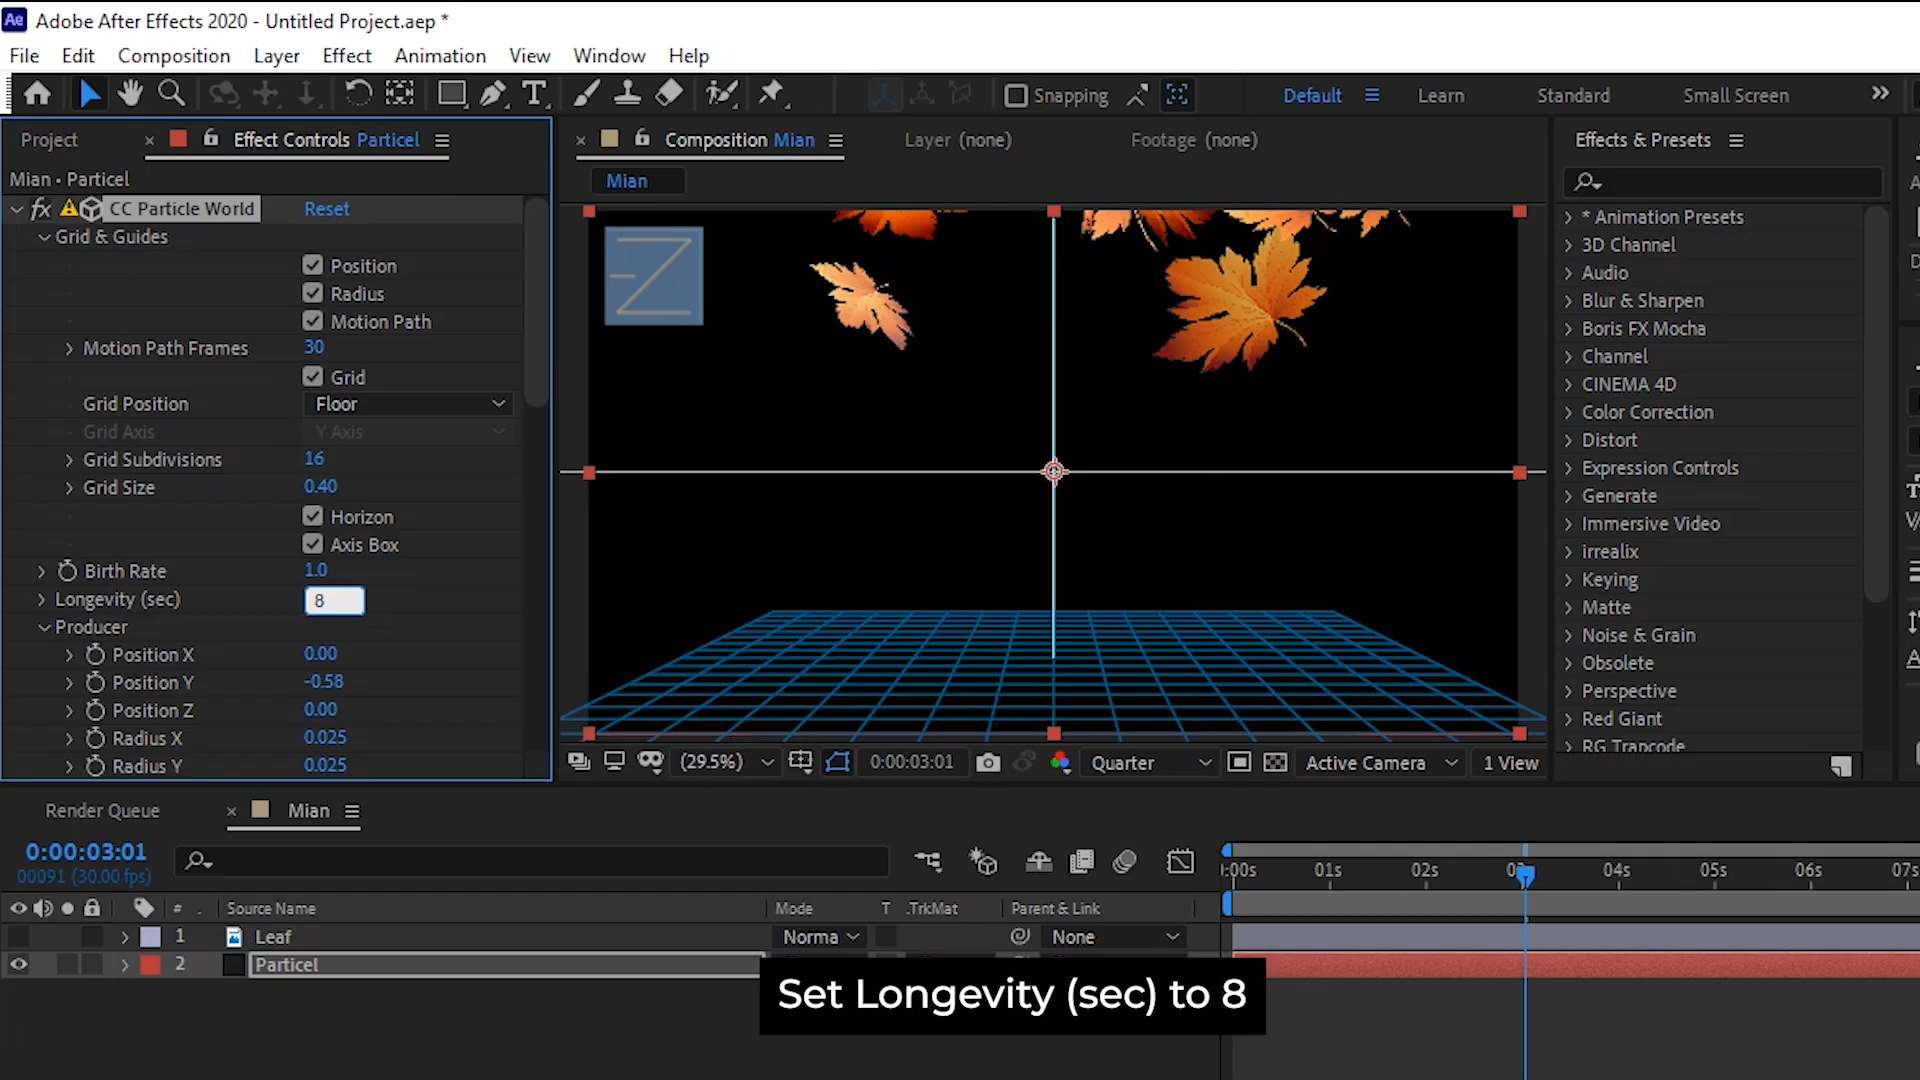 Ae Adobe After Effects 2020 - Untitled Project.aep *
File Edit Composition Layer Effect Animation View Window Help
Snapping Default Learn Standard Small Screen
Project Effect Controls Particel
Mian • Particel
fx CC Particle World Reset
Grid & Guides
Position
Radius
Motion Path
Motion Path Frames 30
Grid
Grid Position Floor
Grid Axis Y Axis
Grid Subdivisions 16
Grid Size 0.40
Horizon
Axis Box
Birth Rate 1.0
Longevity (sec) 8
Producer
Position X 0.00
Position Y -0.58
Position Z 0.00
Radius X 0.025
Radius Y 0.025
Composition Mian Layer (none) Footage (none)
Mian
Z
(29.5%) 0:00:03:01 Quarter Active Camera 1 View
Effects & Presets
* Animation Presets
3D Channel
Audio
Blur & Sharpen
Boris FX Mocha
Channel
CINEMA 4D
Color Correction
Distort
Expression Controls
Generate
Immersive Video
irrealix
Keying
Matte
Noise & Grain
Obsolete
Perspective
Red Giant
RG Trapcode
Render Queue Mian
0:00:03:01
00091 (30.00 fps)
:00s 01s 02s 04s 05s 06s 07s
# Source Name Mode T .TrkMat Parent & Link
1 Leaf Norma None
2 Particel
Set Longevity (sec) to 8